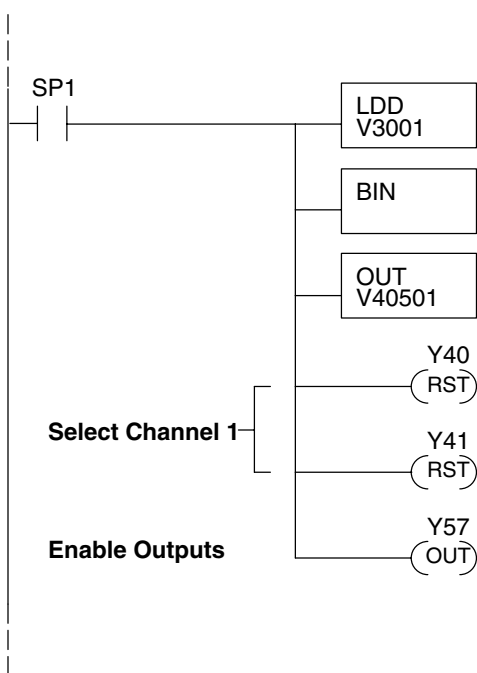 SP1
LDD
V3001
BIN
OUT
V40501
Y40
RST
Select Channel 1
Y41
RST
Y57
Enable Outputs
OUT